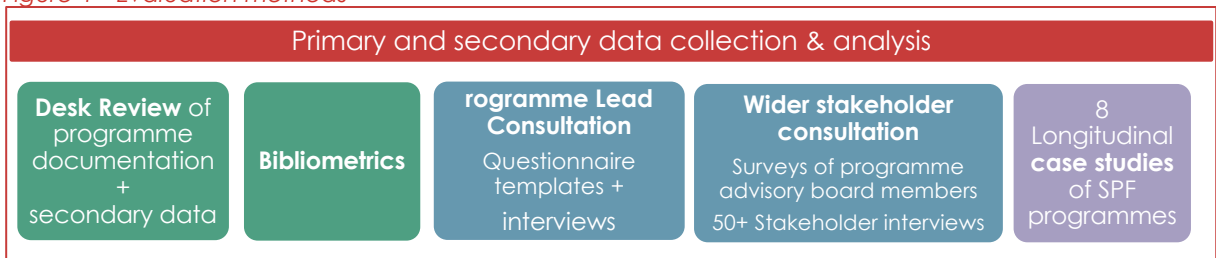 Primary and secondary data collection & analysis
Desk Review of
programme
documentation
+
secondary data
Bibliometrics
rogramme Lead
Consultation
Questionnaire
templates +
interviews
Wider stakeholder
consultation
Surveys of programme
advisory board members
50+ Stakeholder interviews
8
Longitudinal
case studies
of SPF
programmes